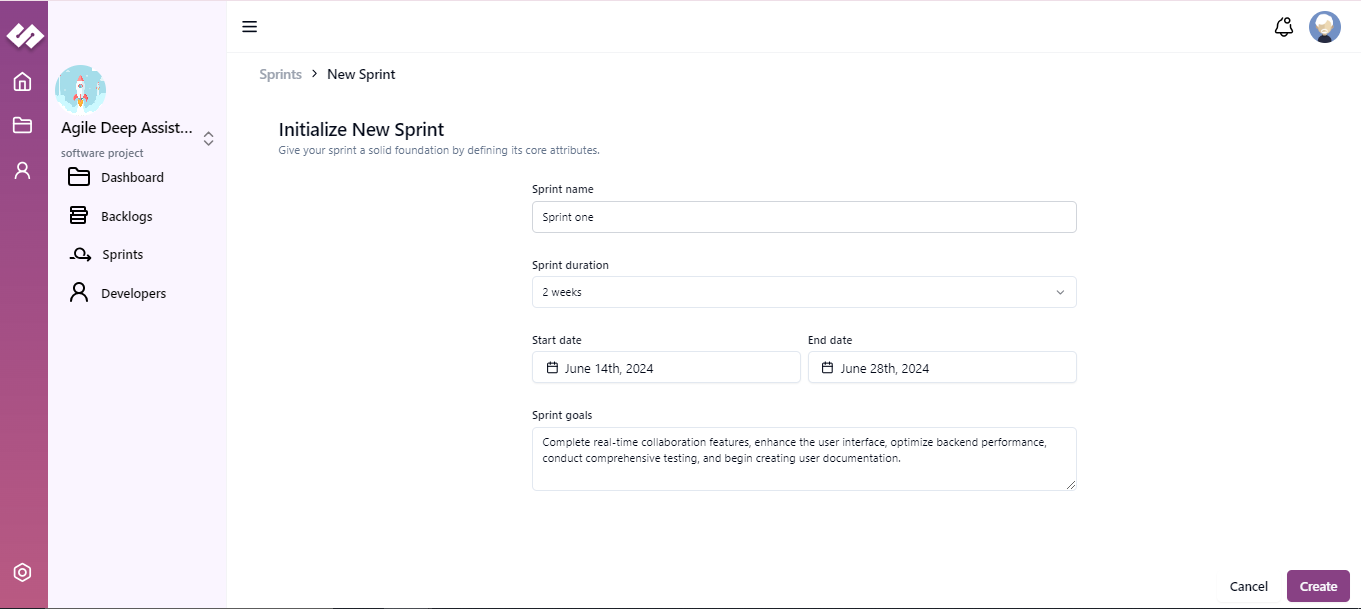 Sprints > New Sprint
Agile Deep Assist...
software project
Dashboard
Backlogs
Sprints
Developers
Initialize New Sprint
Give your sprint a solid foundation by defining its core attributes.
Sprint name
Sprint one
Sprint duration
2 weeks
Start date
End date
June 14th, 2024
June 28th, 2024
Sprint goals
Complete real-time collaboration features, enhance the user interface, optimize backend performance,
conduct comprehensive testing, and begin creating user documentation.
Cancel
Create